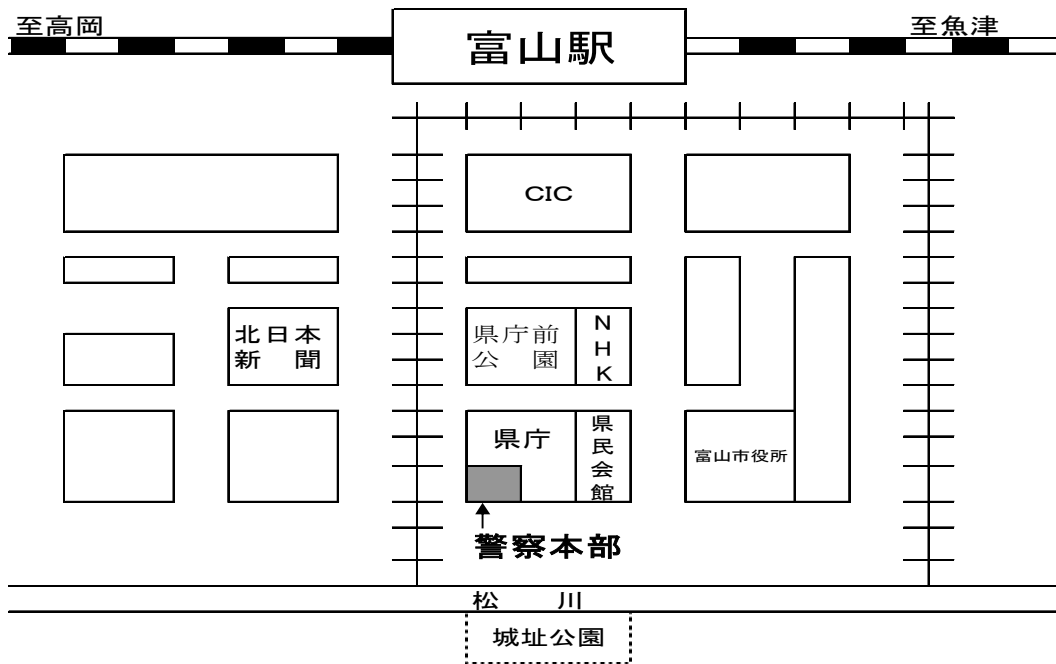 至高岡
富山駅
至魚津
CIC
北日本
新聞
県庁前
公園
NHK
県庁
県民会館
富山市役所
警察本部
松川
城址公園